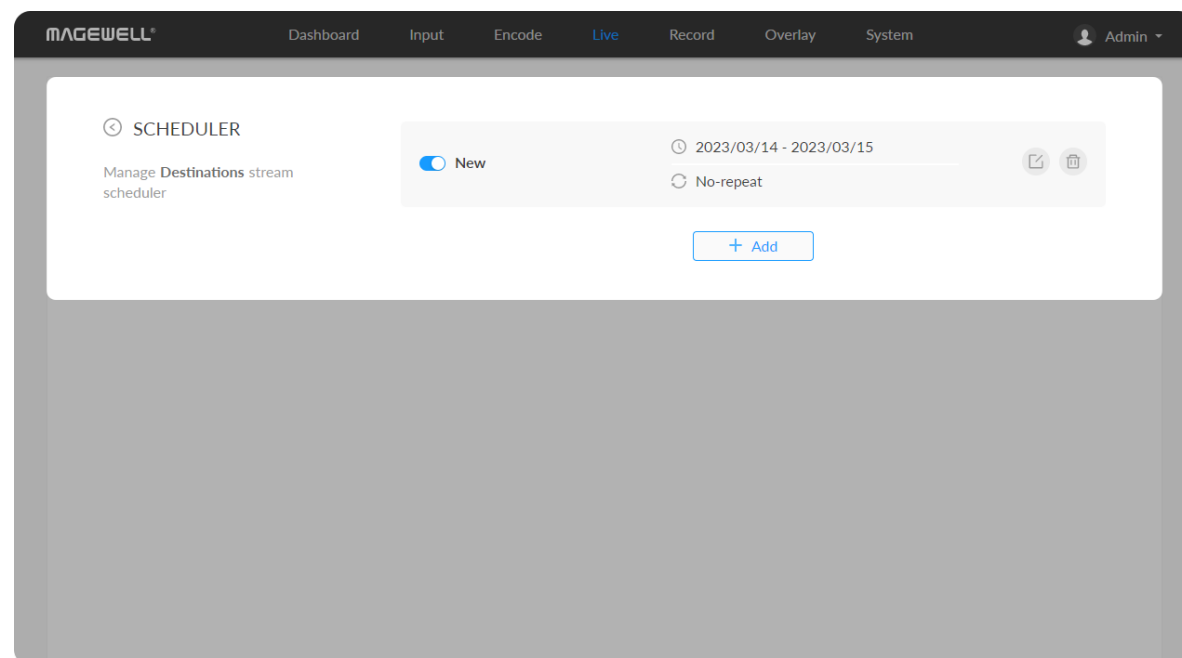 MAGEWELL®
Dashboard
Input
Encode
Live
Record
Overlay
System
Admin
SCHEDULER
Manage Destinations stream
scheduler
New
2023/03/14 - 2023/03/15
No-repeat
+ Add